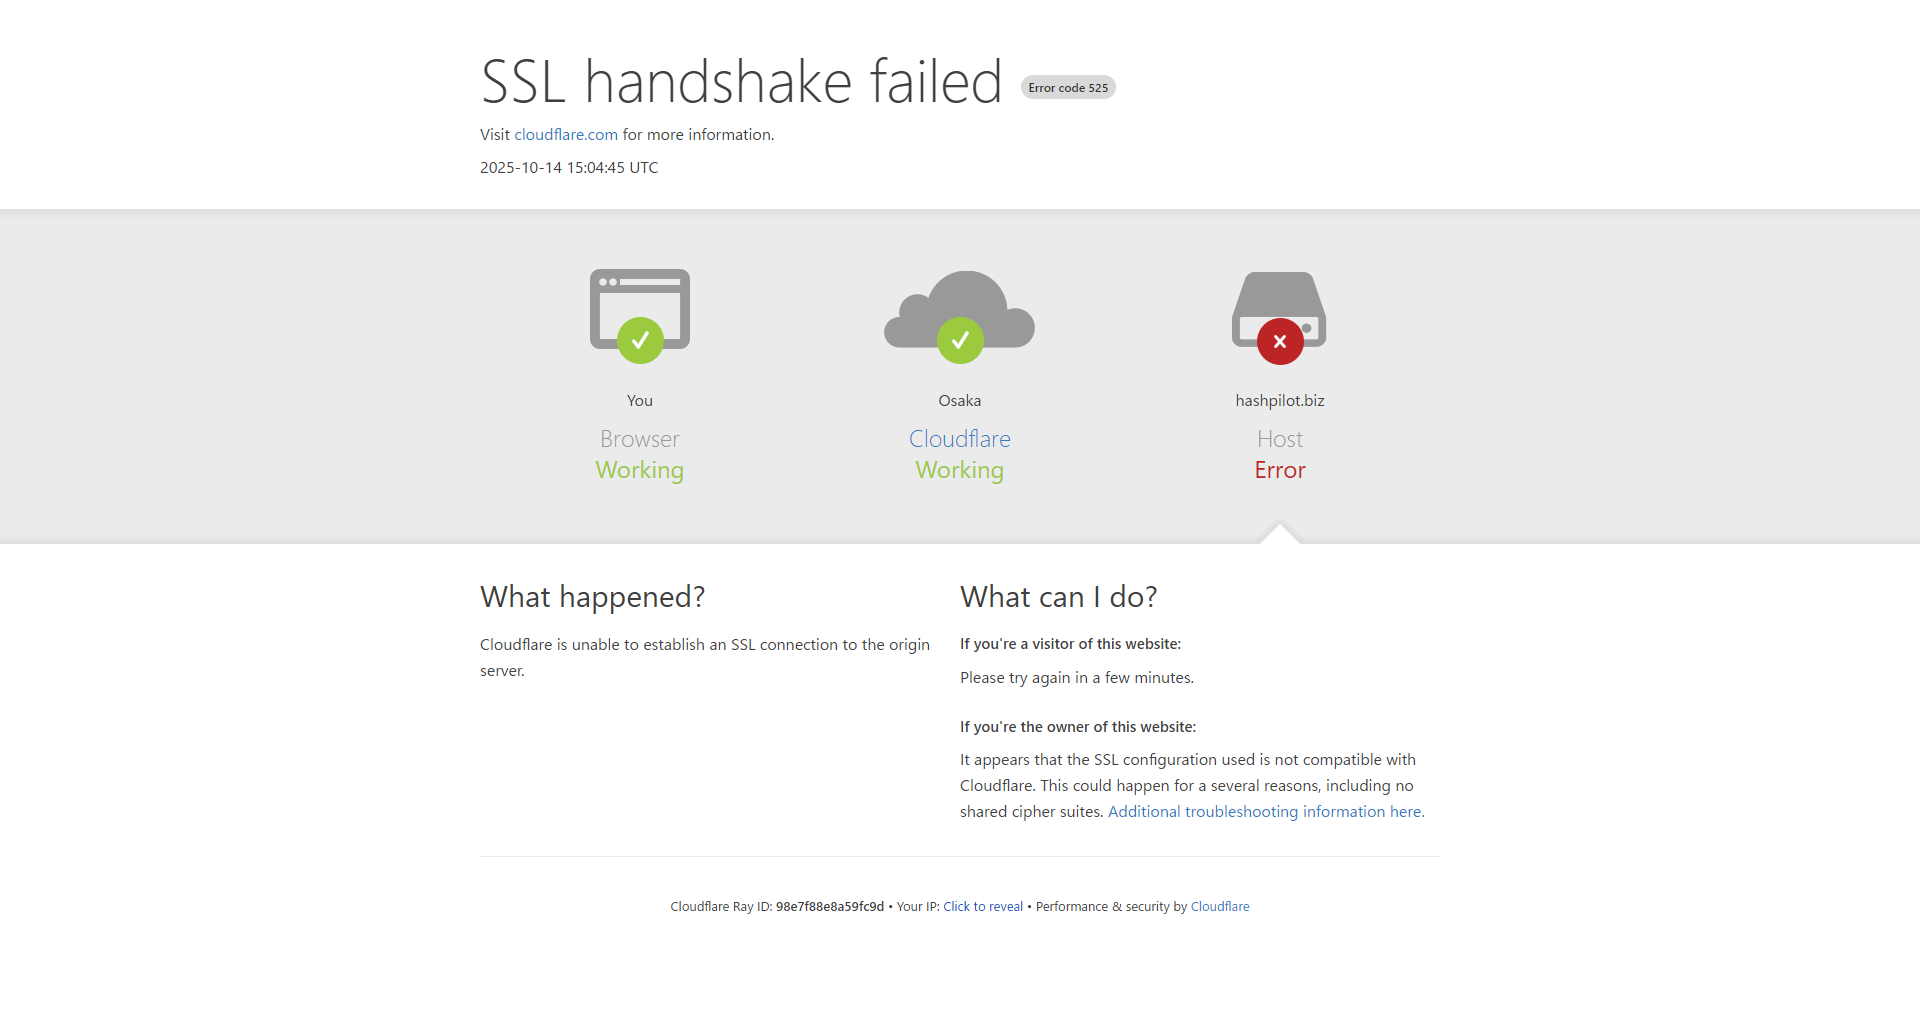 SSL handshake failed Error code 525
Visit cloudflare.com for more information.
2025-10-14 15:04:45 UTC
You
Browser
Working
Osaka
Cloudflare
Working
hashpilot.biz
Host
Error
What happened?
Cloudflare is unable to establish an SSL connection to the origin
server.
What can I do?
If you're a visitor of this website:
Please try again in a few minutes.
If you're the owner of this website:
It appears that the SSL configuration used is not compatible with
Cloudflare. This could happen for a several reasons, including no
shared cipher suites. Additional troubleshooting information here.
Cloudflare Ray ID: 98e7f88e8a59fc9d • Your IP: Click to reveal • Performance & security by Cloudflare